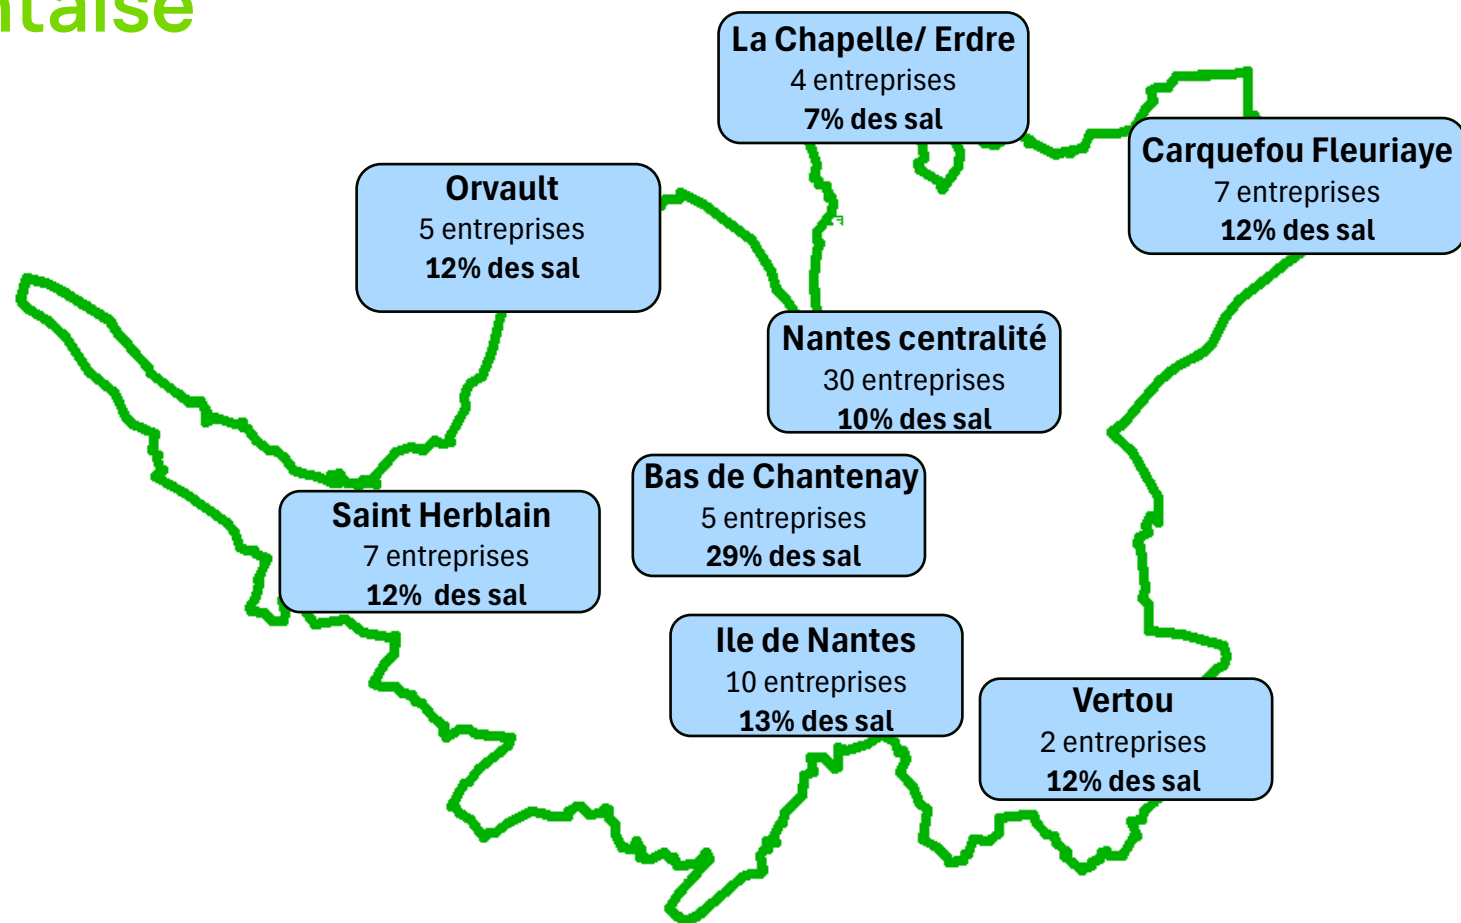 ntaise
La Chapelle/ Erdre
4 entreprises
7% des sal
Carquefou Fleuriaye
7 entreprises
12% des sal
Orvault
5 entreprises
12% des sal
Nantes centralité
30 entreprises
10% des sal
Bas de Chantenay
5 entreprises
29% des sal
Saint Herblain
7 entreprises
12%  des sal
Ile de Nantes
10 entreprises
13% des sal
Vertou
2 entreprises
12% des sal